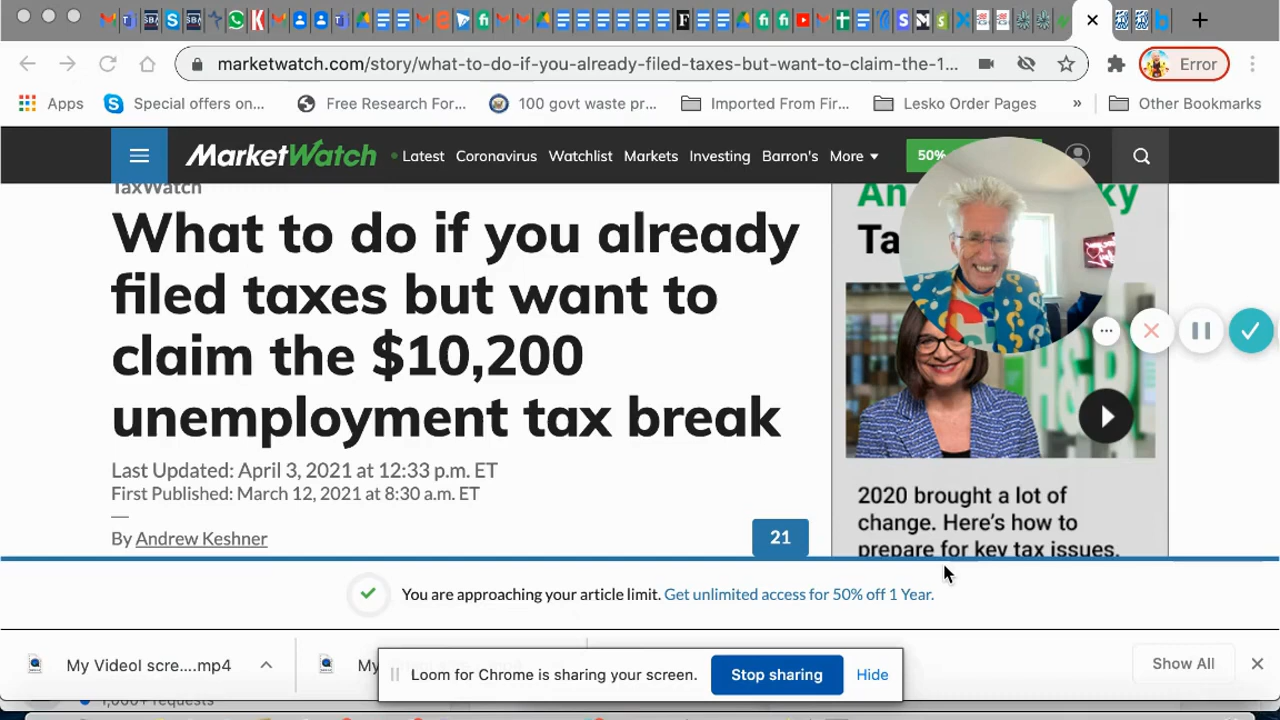 marketwatch.com/story/what-to-do-if-you-already-filed-taxes-but-want-to-claim-the-1...
Error
Apps
Special offers on...
Free Research For...
100 govt waste pr...
Imported From Fir...
Lesko Order Pages
»
Other Bookmarks
MarketWatch
Latest
Coronavirus
Watchlist
Markets
Investing
Barron's
More
50%
TaxWatch
What to do if you already
filed taxes but want to
claim the $10,200
unemployment tax break
Last Updated: April 3, 2021 at 12:33 p.m. ET
First Published: March 12, 2021 at 8:30 a.m. ET
By Andrew Keshner
21
2020 brought a lot of
change. Here's how to
prepare for key tax issues.
You are approaching your article limit. Get unlimited access for 50% off 1 Year.
My VideoI scre....mp4
Loom for Chrome is sharing your screen.
Stop sharing
Hide
Show All
1,000+ requests